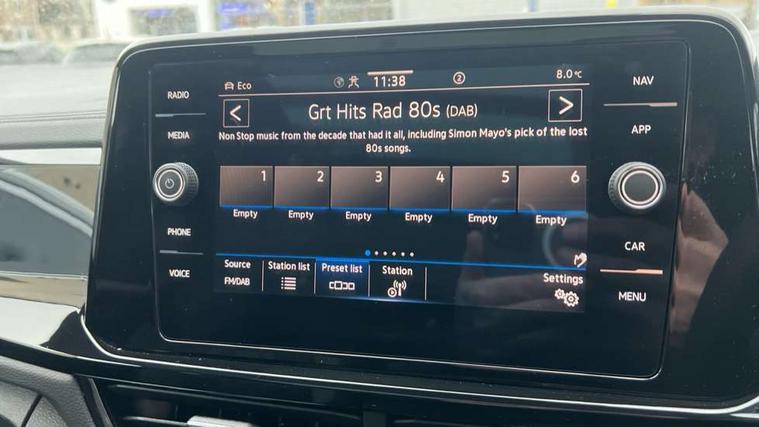 RADIO
MEDIA
PHONE
VOICE
Eco
11:38
2
8.0°C
Grt Hits Rad 80s (DAB)
Non Stop music from the decade that had it all, including Simon Mayo's pick of the lost
80s songs.
1 2 3 4 5 6
Empty Empty Empty Empty Empty Empty
Source Station list Preset list Station Settings
FM/DAB
NAV
APP
CAR
MENU